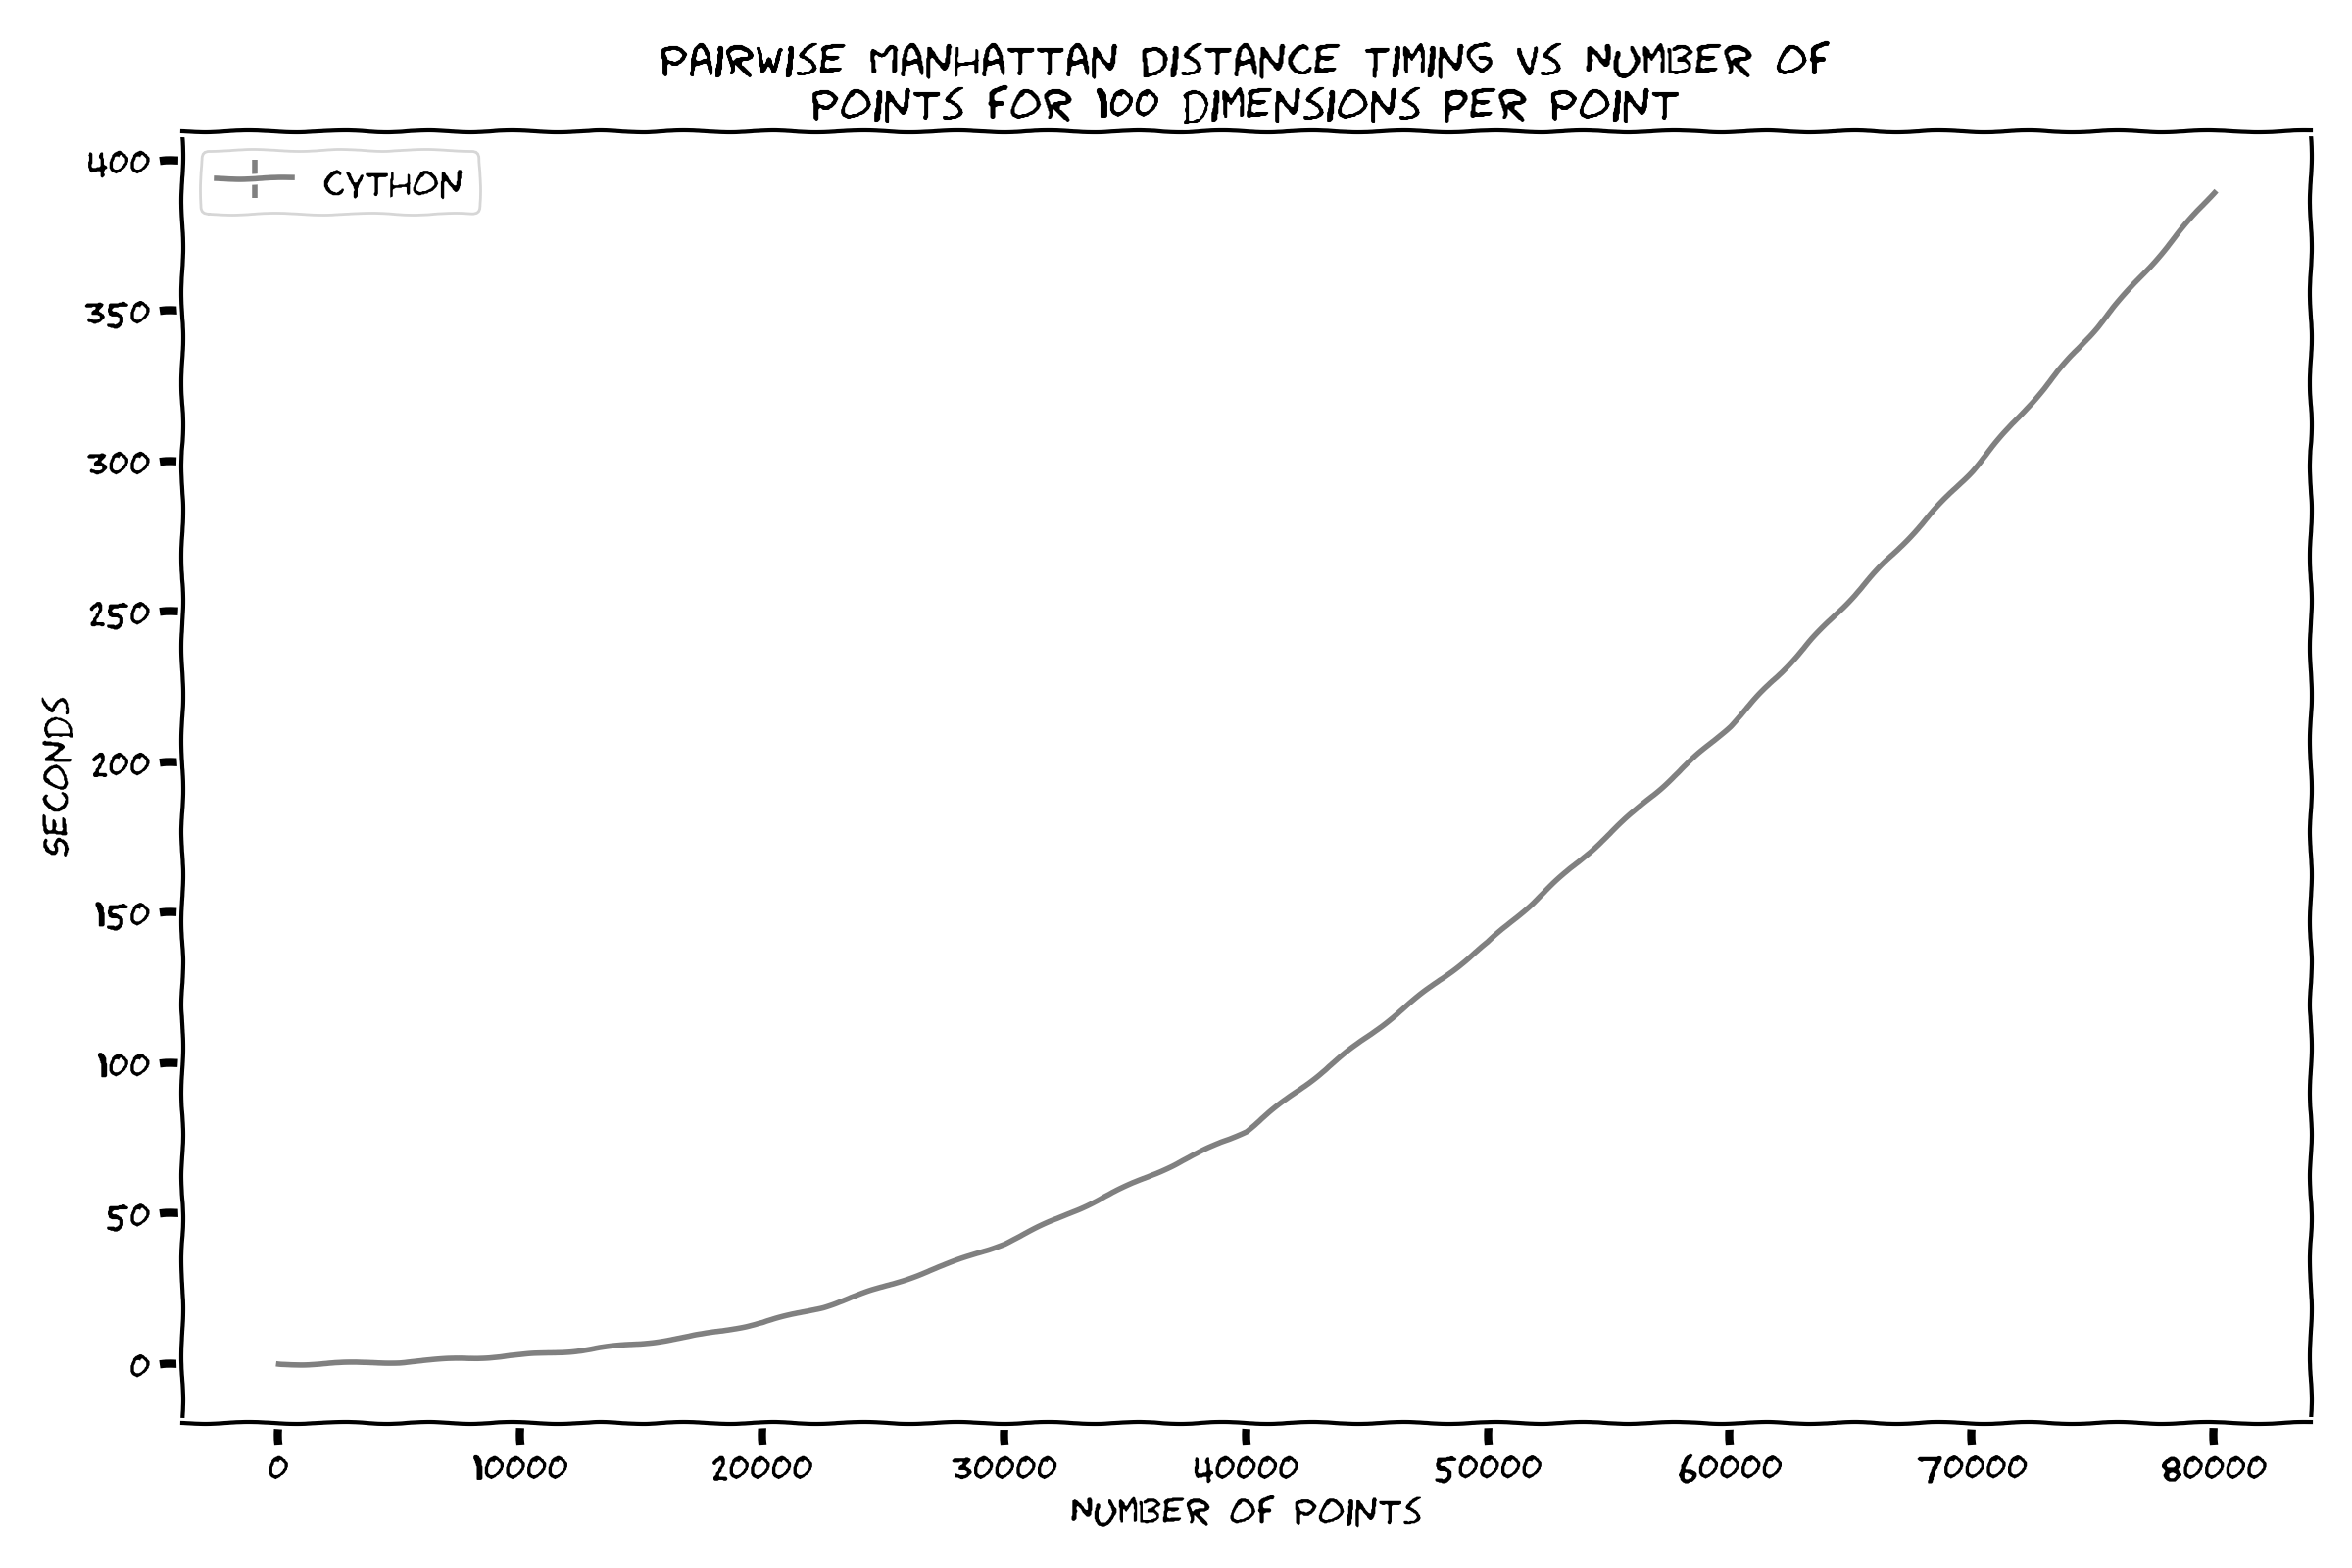 PAIRWISE MANHATTAN DISTANCE TIMING VS NUMBER OF
POINTS FOR 100 DIMENSIONS PER POINT
CYTHON
400
350
300
250
200
150
100
50
0
SECONDS
0 10000 20000 30000 40000 50000 60000 70000 80000
NUMBER OF POINTS